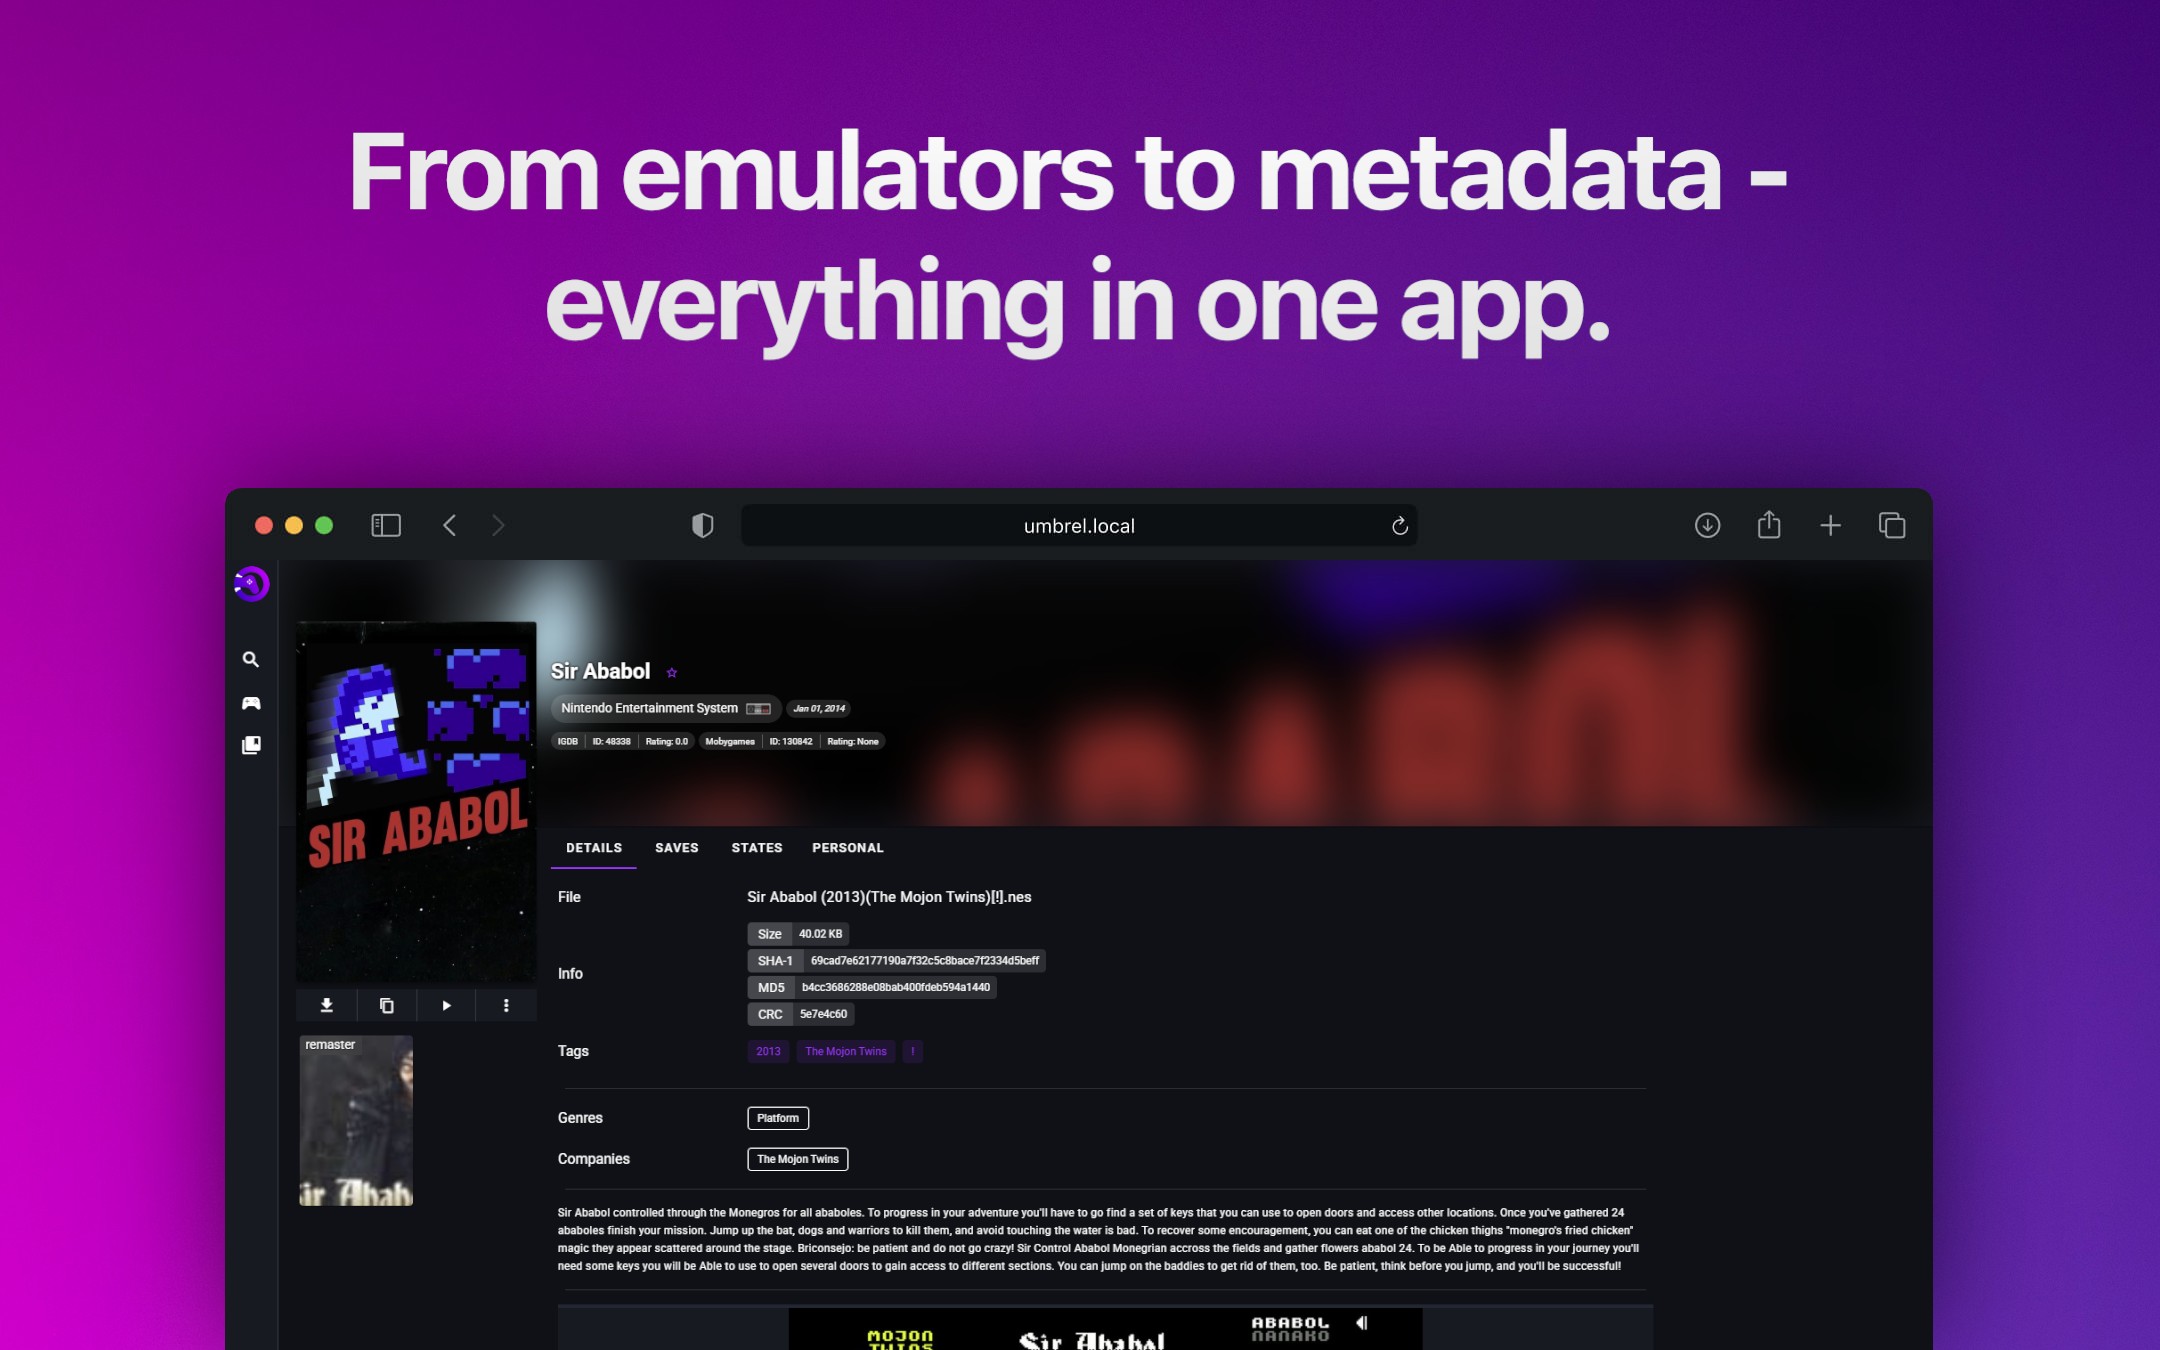 From emulators to metadata -
everything in one app.
umbrel.local
Sir Ababol
Nintendo Entertainment System
Jan 01, 2014
IGDB ID: 48338 Rating: 0.0 Mobygames ID: 130842 Rating: None
SIR ABABOL
DETAILS SAVES STATES PERSONAL
File Sir Ababol (2013)(The Mojon Twins)[!].nes
Info
Size 40.02 KB
SHA-1 69cad7e62177190a7f32c5c8bace7f2334d5beff
MD5 b4cc3686288e08bab400fdeb594a1440
CRC 5e7e4c60
Tags 2013 The Mojon Twins !
remaster
ir Abab
Genres Platform
Companies The Mojon Twins
Sir Ababol controlled through the Monegros for all ababoles. To progress in your adventure you'll have to go find a set of keys that you can use to open doors and access other locations. Once you've gathered 24
ababoles finish your mission. Jump up the bat, dogs and warriors to kill them, and avoid touching the water is bad. To recover some encouragement, you can eat one of the chicken thighs "monegro's fried chicken"
magic they appear scattered around the stage. Briconsejo: be patient and do not go crazy! Sir Control Ababol Monegrian accross the fields and gather flowers ababol 24. To be Able to progress in your journey you'll
need some keys you will be Able to use to open several doors to gain access to different sections. You can jump on the baddies to get rid of them, too. Be patient, think before you jump, and you'll be successful!
MOJON
TWINS
Sir Ababol
ABABOL
NANAKO